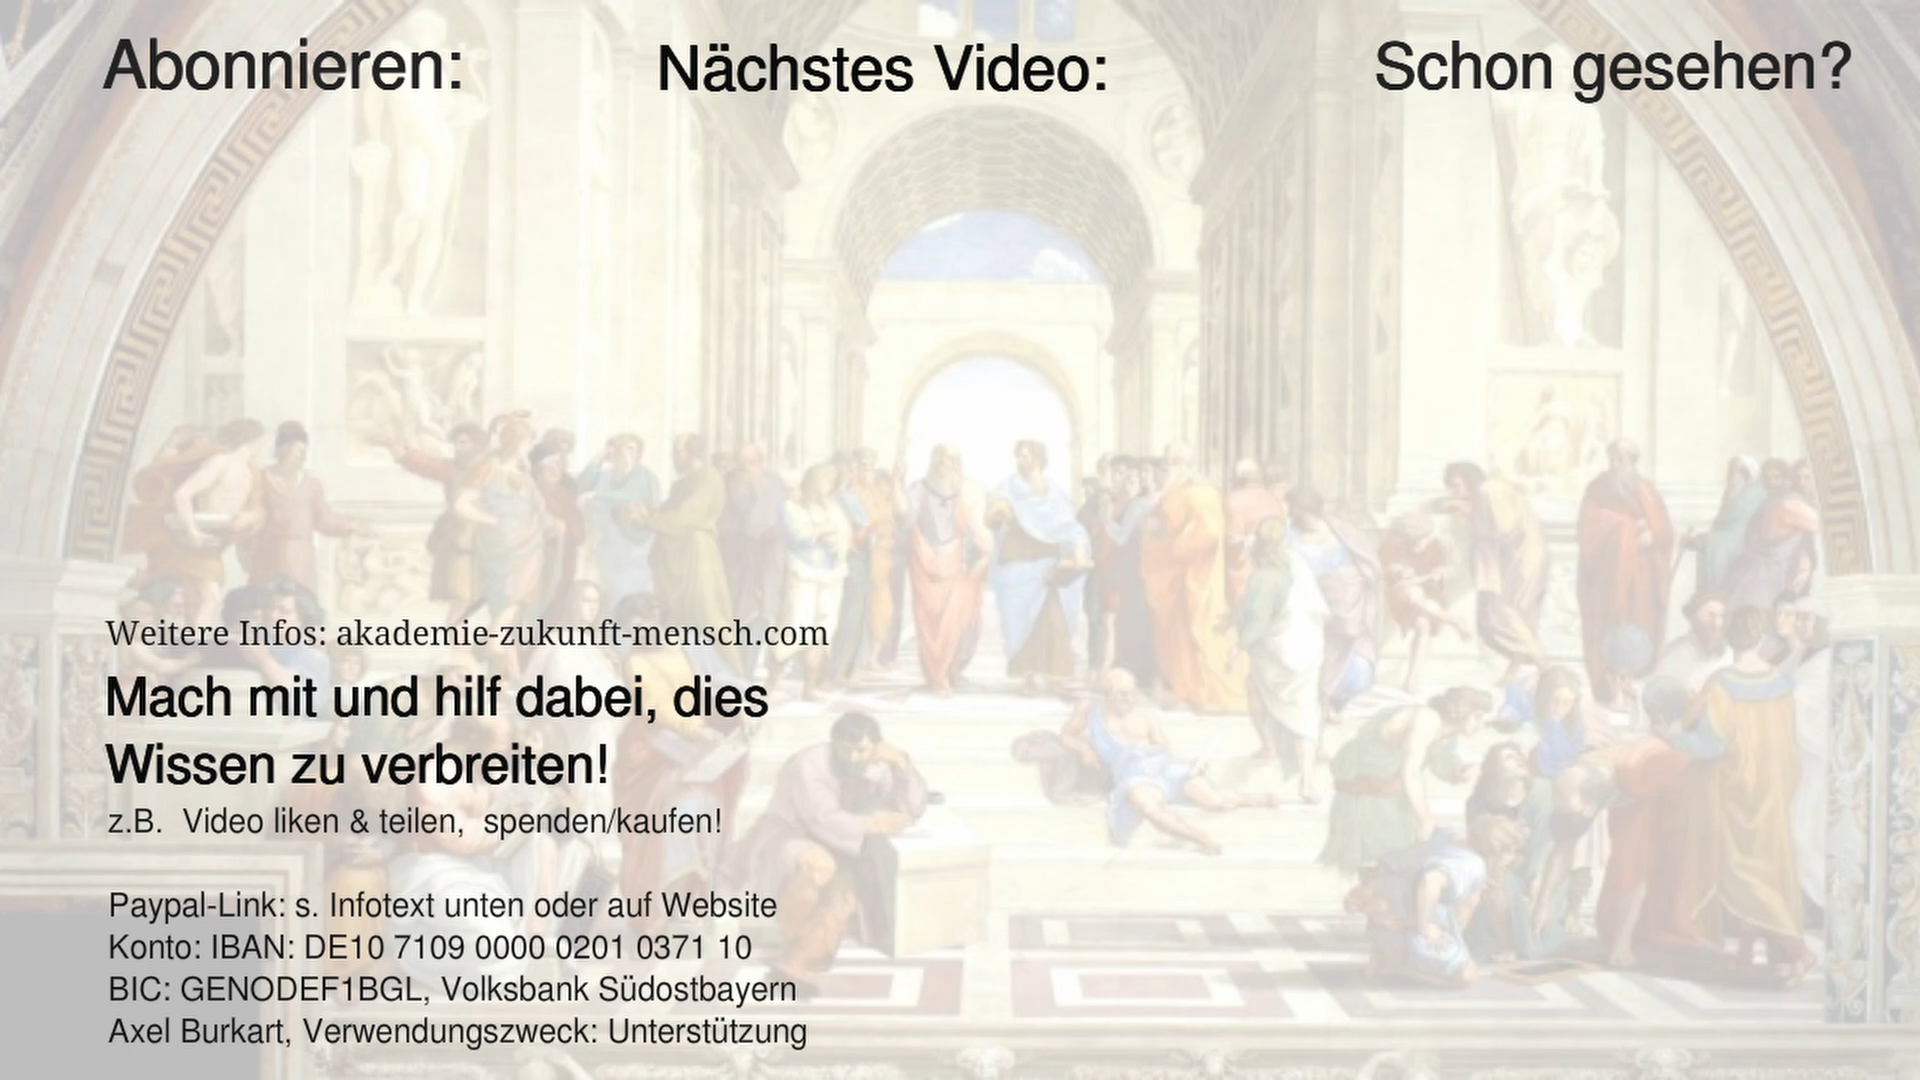 Abonnieren:
Nächstes Video:
Schon gesehen?
Weitere Infos: akademie-zukunft-mensch.com
Mach mit und hilf dabei, dies
Wissen zu verbreiten!
z.B.  Video liken & teilen,  spenden/kaufen!
Paypal-Link: s. Infotext unten oder auf Website
Konto: IBAN: DE10 7109 0000 0201 0371 10
BIC: GENODEF1BGL, Volksbank Südostbayern
Axel Burkart, Verwendungszweck: Unterstützung